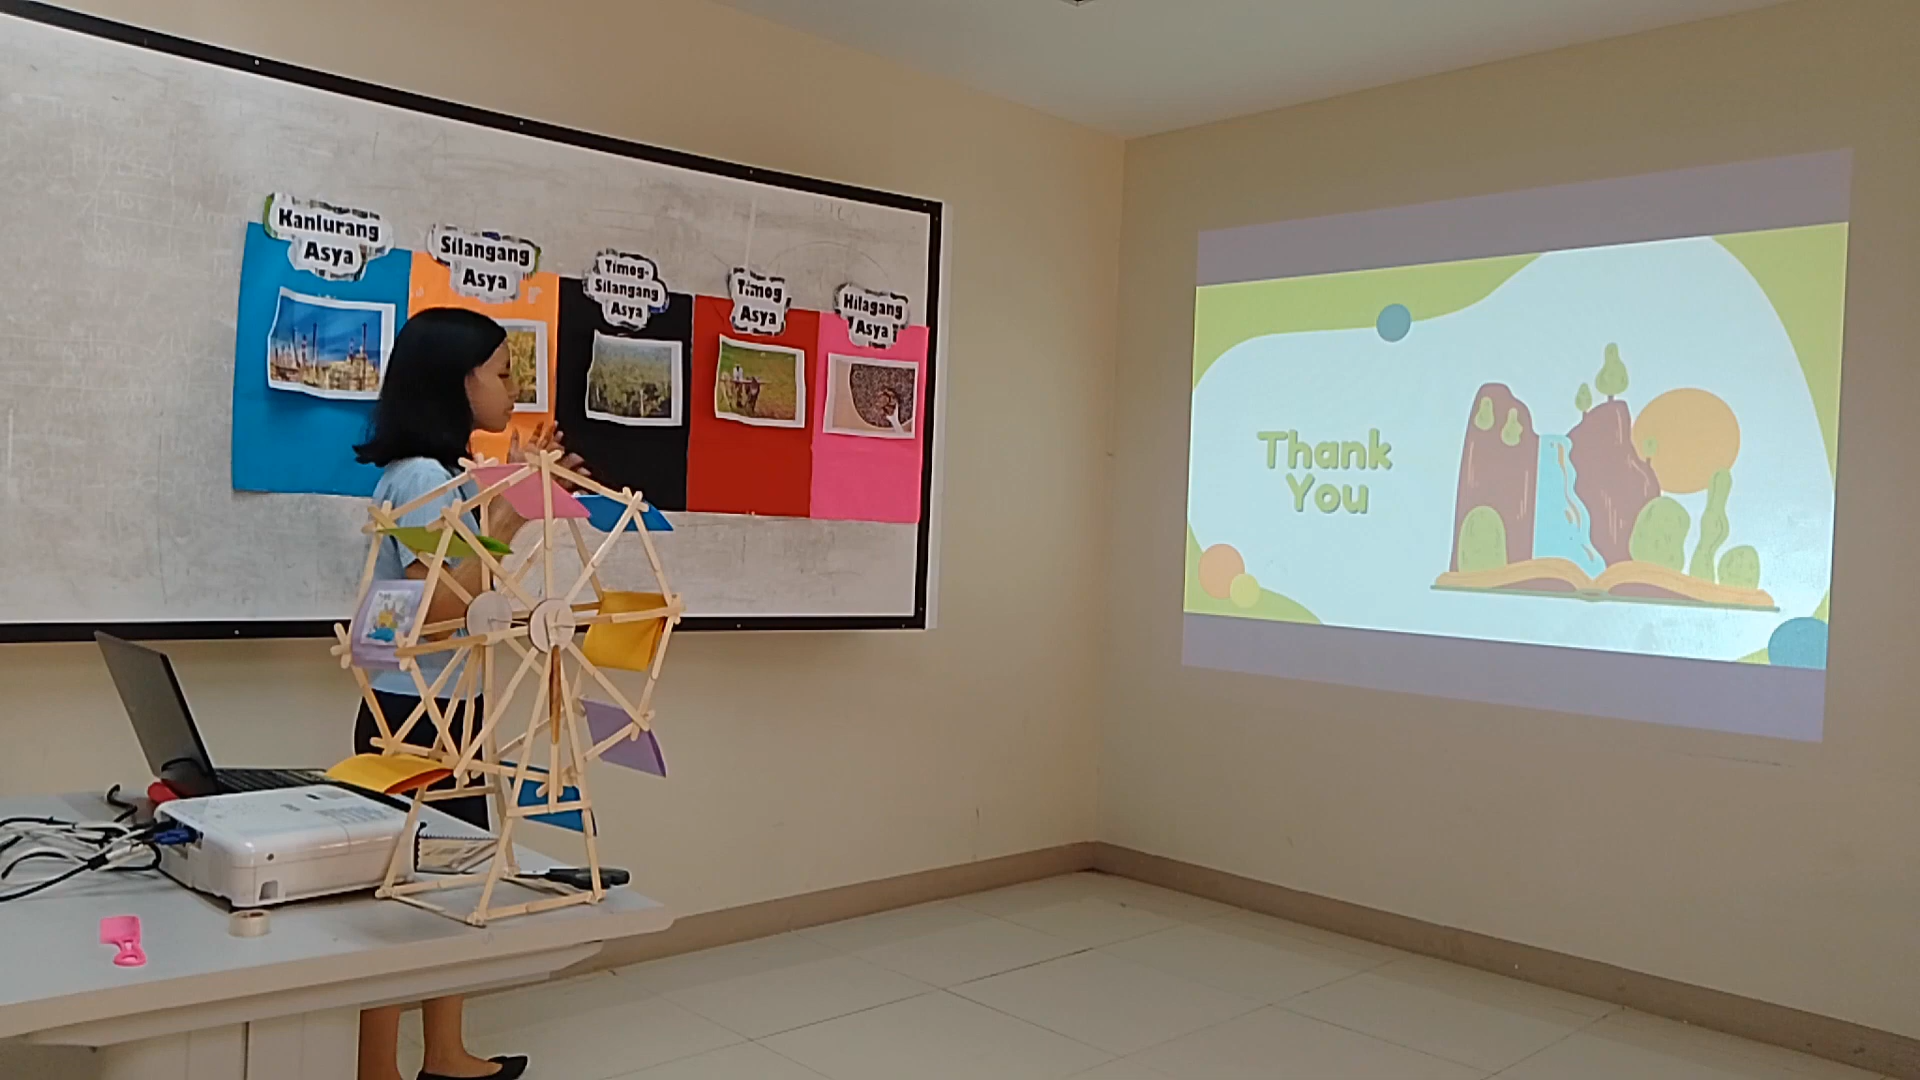 Kanlurang
Asya
Silangang
Asya
Timog-
Silangang
Asya
Timog
Asya
Hilagang
Asya
Thank
You